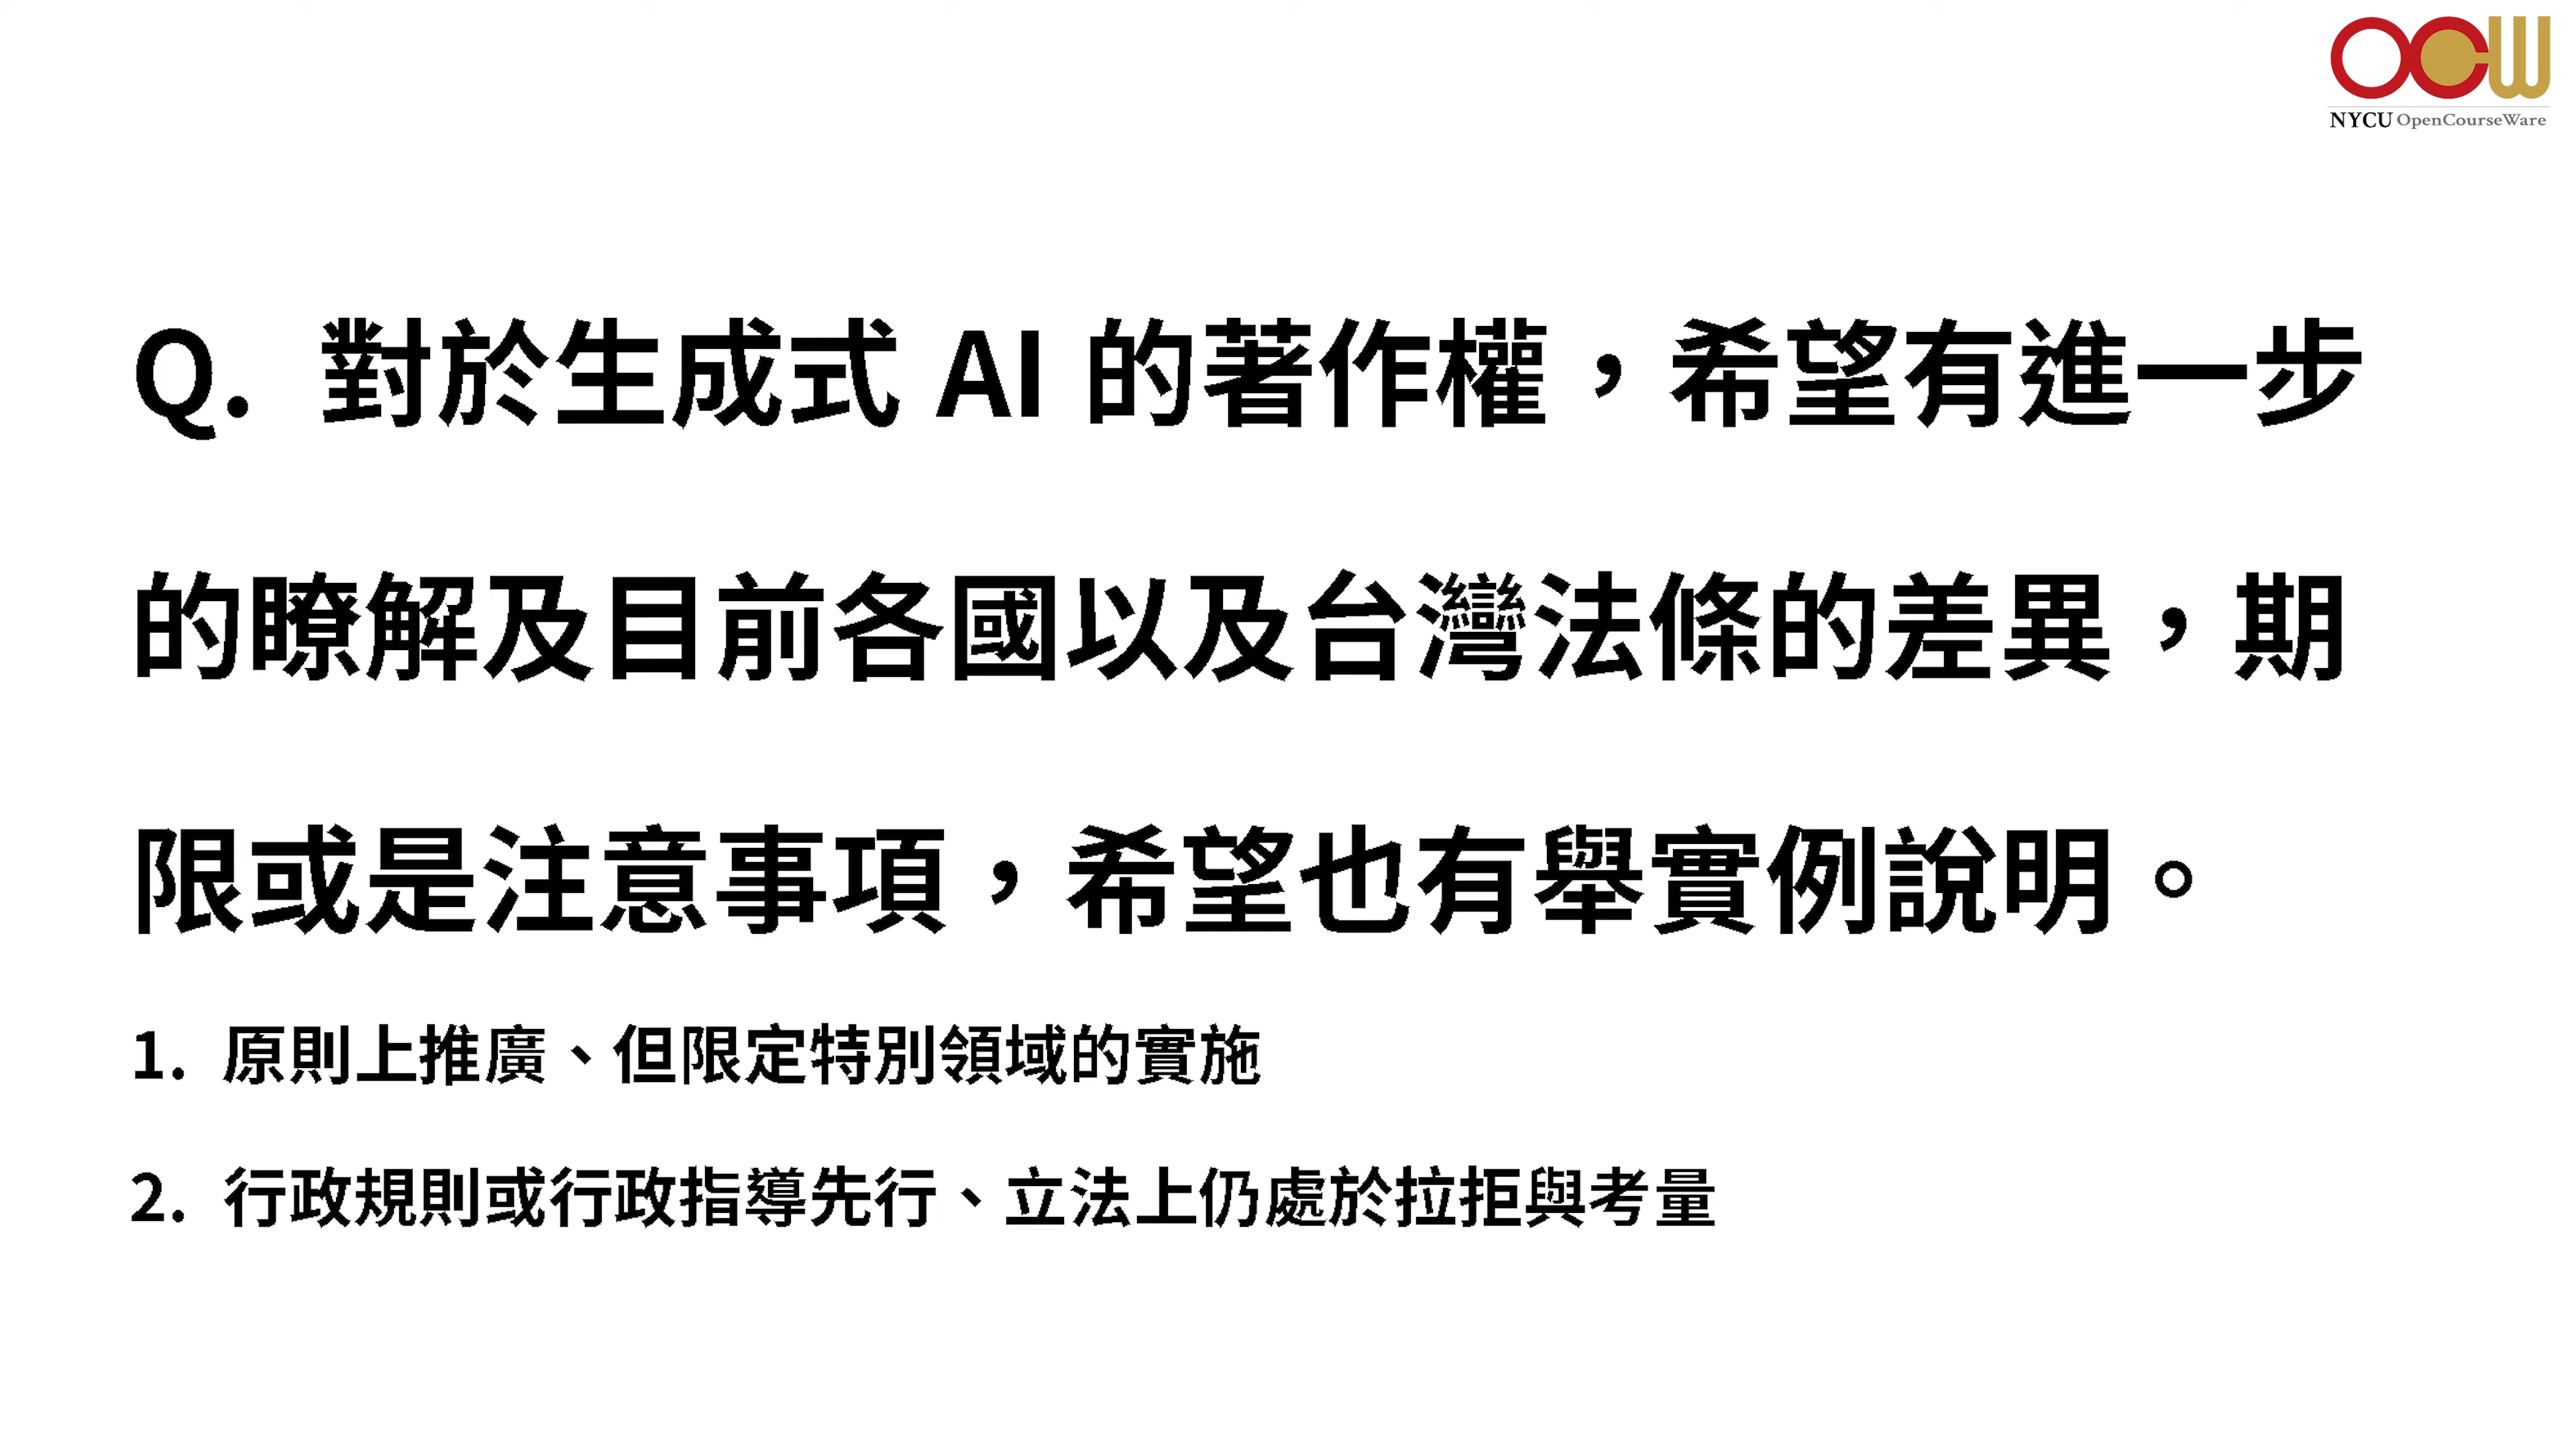 OCW
NYCU OpenCourseWare
Q. 對於生成式 AI 的著作權，希望有進一步
的瞭解及目前各國以及台灣法條的差異，期
限或是注意事項，希望也有舉實例說明。
1. 原則上推廣、但限定特別領域的實施
2. 行政規則或行政指導先行、立法上仍處於拉拒與考量